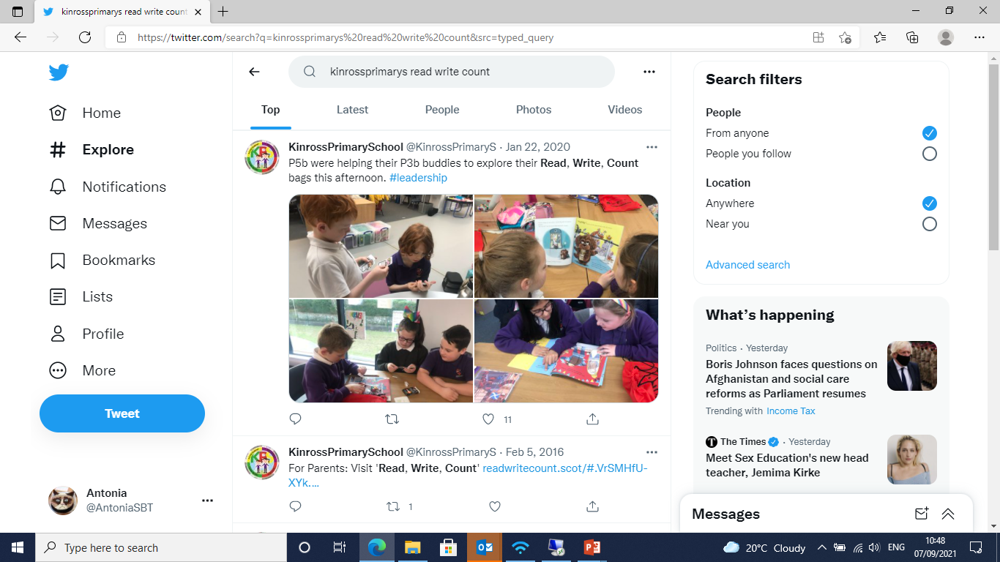 kinrossprimarys read write count
https://twitter.com/search?q=kinrossprimarys%20read%20write%20count&src=typed_query
Home
Explore
Notifications
Messages
Bookmarks
Lists
Profile
More
Tweet
Antonia
@AntoniaSBT
kinrossprimarys read write count
Top Latest People Photos Videos
KinrossPrimarySchool @KinrossPrimaryS · Jan 22, 2020
P5b were helping their P3b buddies to explore their Read, Write, Count
bags this afternoon. #leadership
11
KinrossPrimarySchool @KinrossPrimaryS · Feb 5, 2016
For Parents: Visit 'Read, Write, Count' readwritecount.scot/#.VrSMHfU-
XYk.…
1
Search filters
People
From anyone
People you follow
Location
Anywhere
Near you
Advanced search
What's happening
Politics · Yesterday
Boris Johnson faces questions on
Afghanistan and social care
reforms as Parliament resumes
Trending with Income Tax
The Times · Yesterday
Meet Sex Education's new head
teacher, Jemima Kirke
Messages
Type here to search
20°C Cloudy
ENG
10:48
07/09/2021